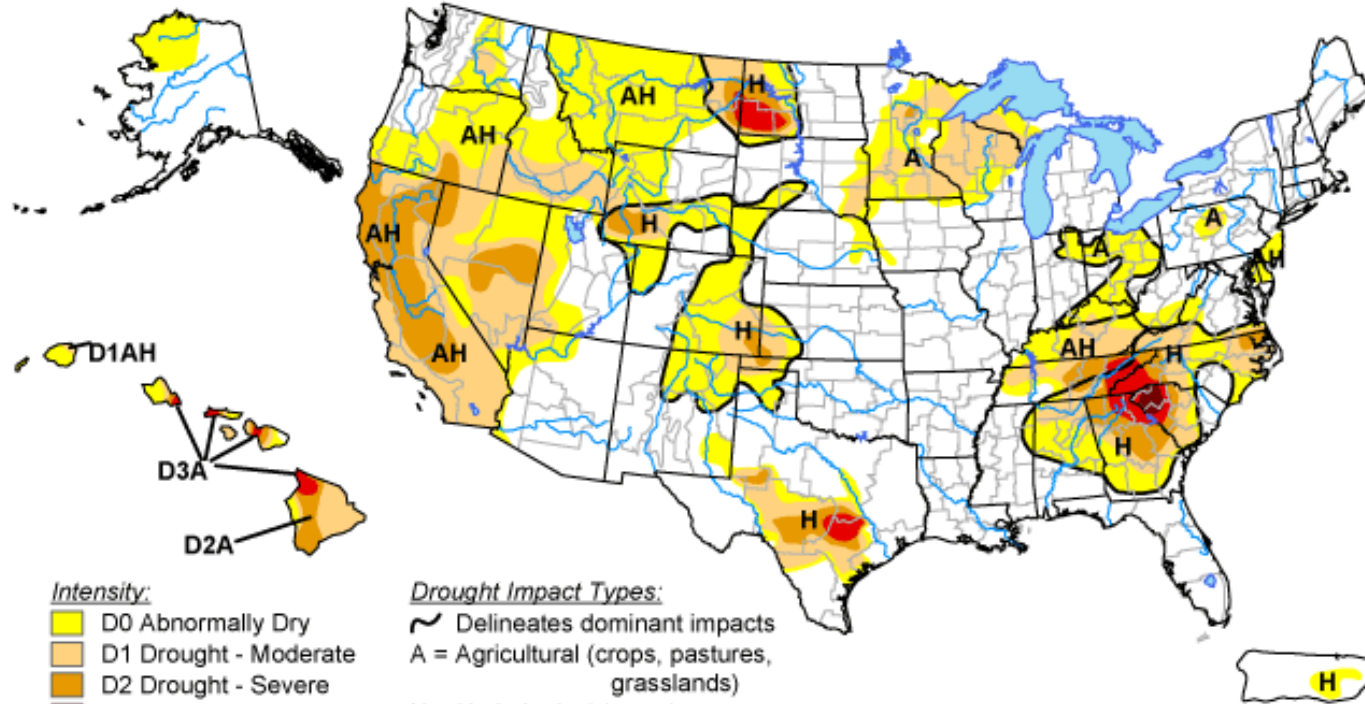 AH
H
AH
A
H
AH
A
A
AH
D1AH
H
AH
AH
H
D3A
H
H
D2A
Intensity:
D0 Abnormally Dry
D1 Drought - Moderate
D2 Drought - Severe
Drought Impact Types:
Delineates dominant impacts
A = Agricultural (crops, pastures,
grasslands)
H